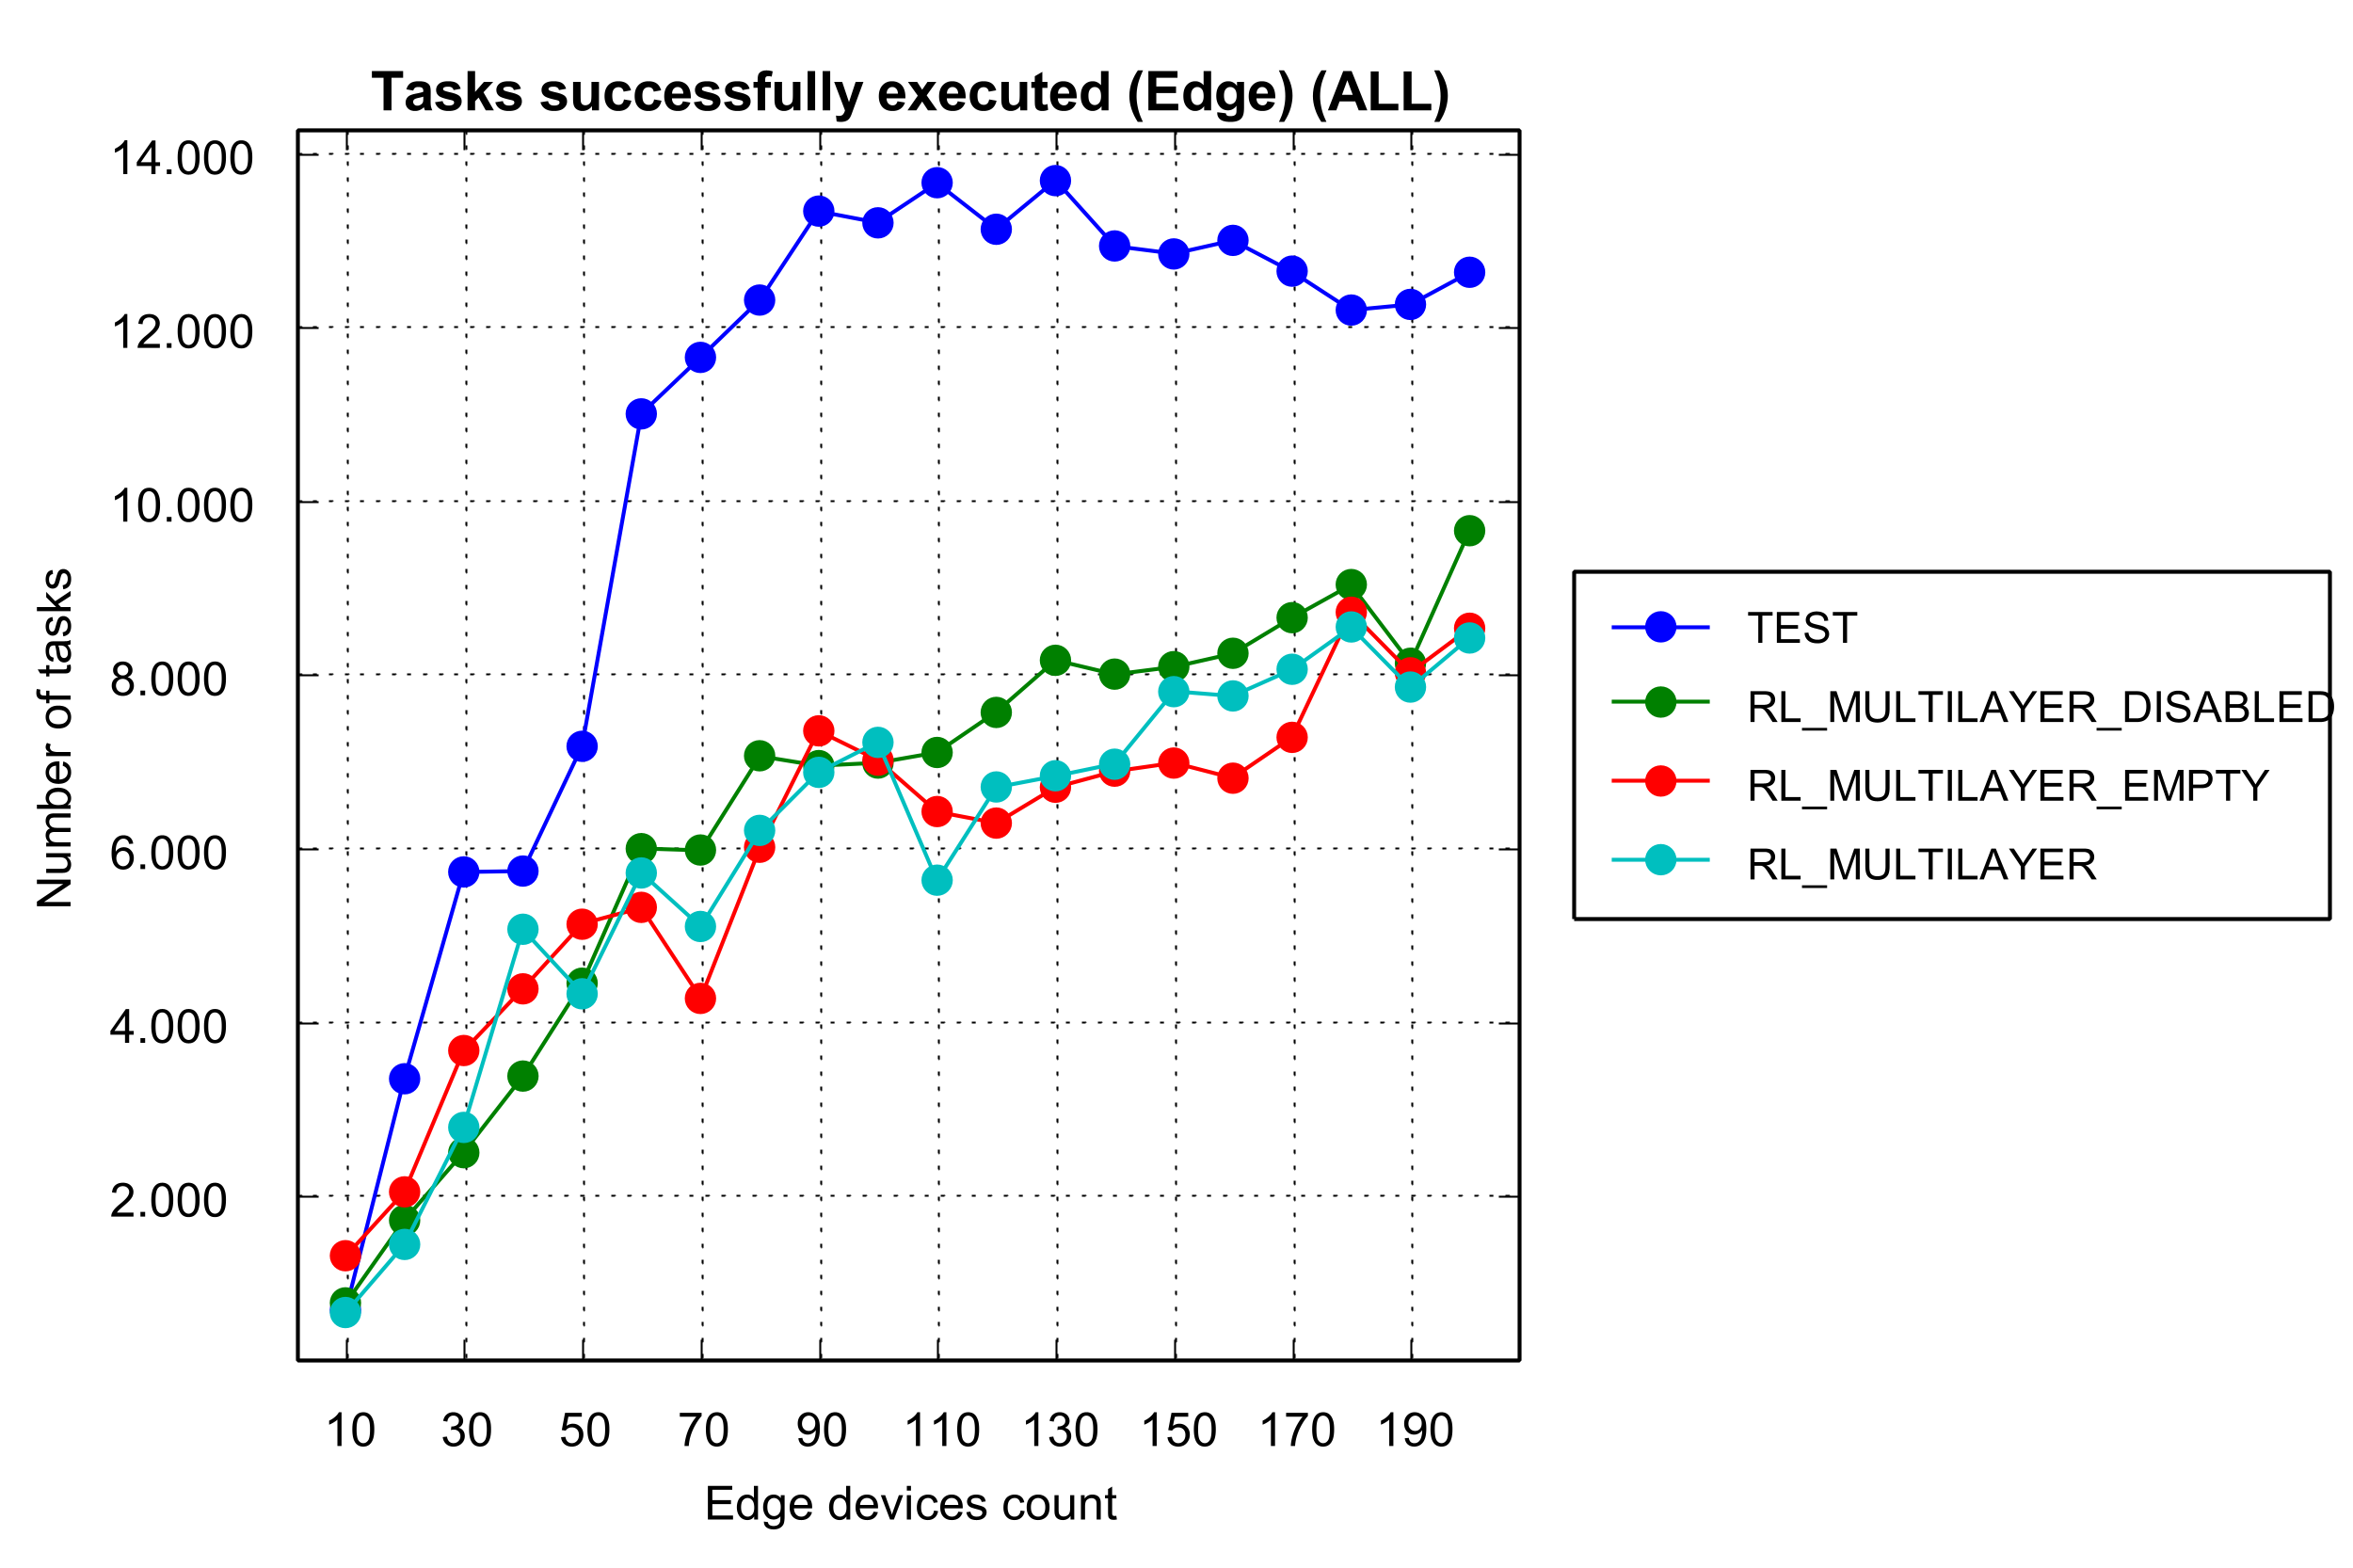 Tasks successfully executed (Edge) (ALL)
14.000
12.000
10.000
8.000
6.000
4.000
2.000
Number of tasks
10 30 50 70 90 110 130 150 170 190
Edge devices count
TEST
RL_MULTILAYER_DISABLED
RL_MULTILAYER_EMPTY
RL_MULTILAYER